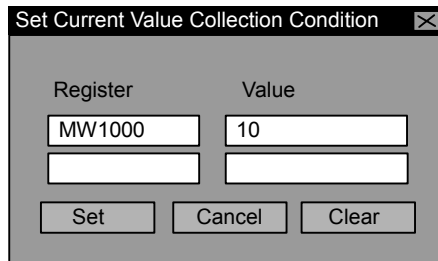 Set Current Value Collection Condition
Register Value
MW1000 10
Set Cancel Clear